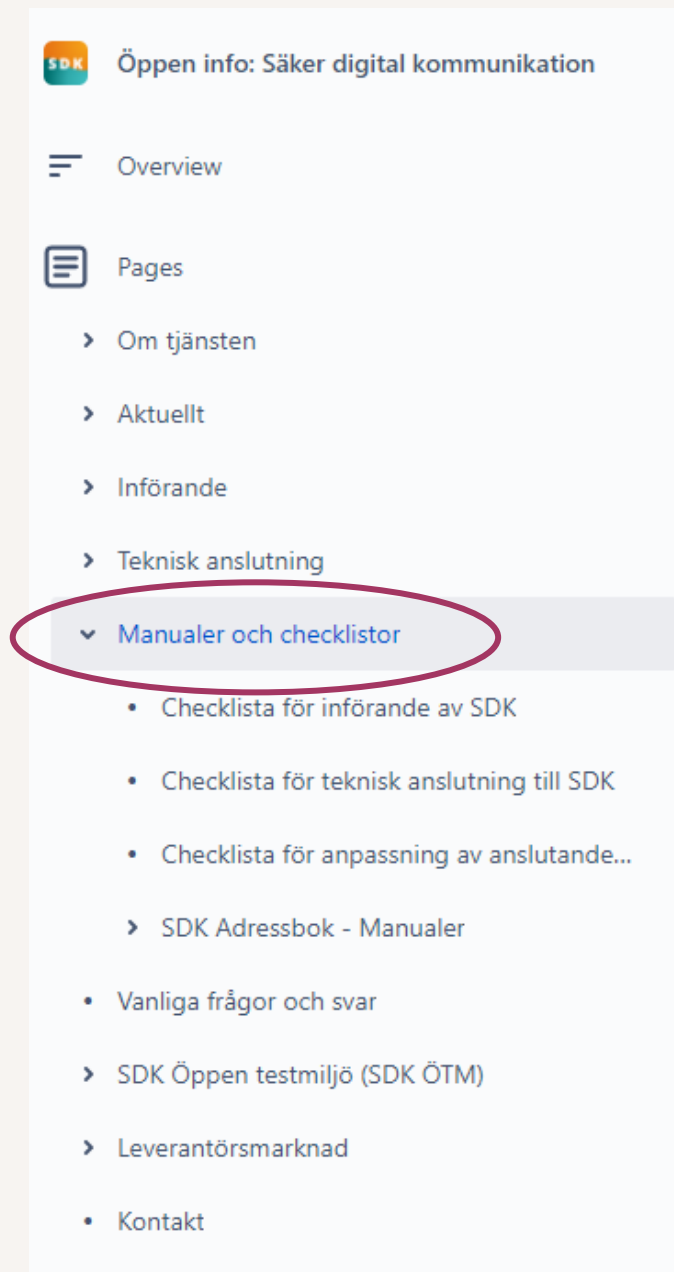 SDK Öppen info: Säker digital kommunikation
Overview
Pages
Om tjänsten
Aktuellt
Införande
Teknisk anslutning
Manualer och checklistor
• Checklista för införande av SDK
• Checklista för teknisk anslutning till SDK
• Checklista för anpassning av anslutande...
SDK Adressbok - Manualer
• Vanliga frågor och svar
SDK Öppen testmiljö (SDK ÖTM)
Leverantörsmarknad
• Kontakt